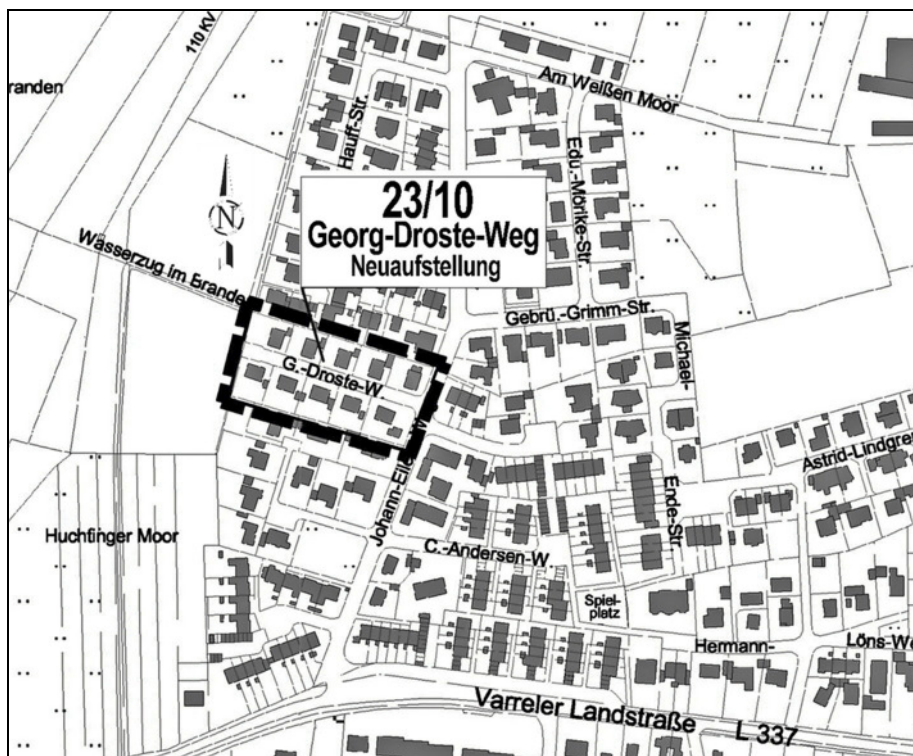 110 KV
randen
Am Weißen Moor
Hauff-Str.
Edu.-Mörike-Str.
N
23/10
Georg-Droste-Weg
Neuaufstellung
Wasserzug im Brande
Gebrü.-Grimm-Str.
Michael-
G.-Droste-W.
Astrid-Lindgre
Johann-Eile
Ende-Str.
Huchtinger Moor
C.-Andersen-W.
Spiel-
platz
Hermann-
Löns-We
Varreler Landstraße
L 337